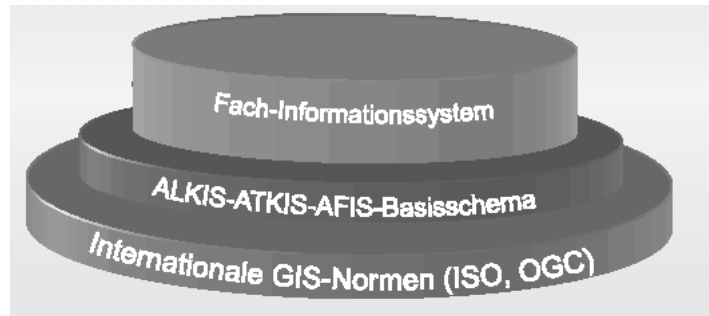 Fach-Informationssystem
ALKIS-ATKIS-AFIS-Basisschema
Internationale GIS-Normen (ISO, OGC)